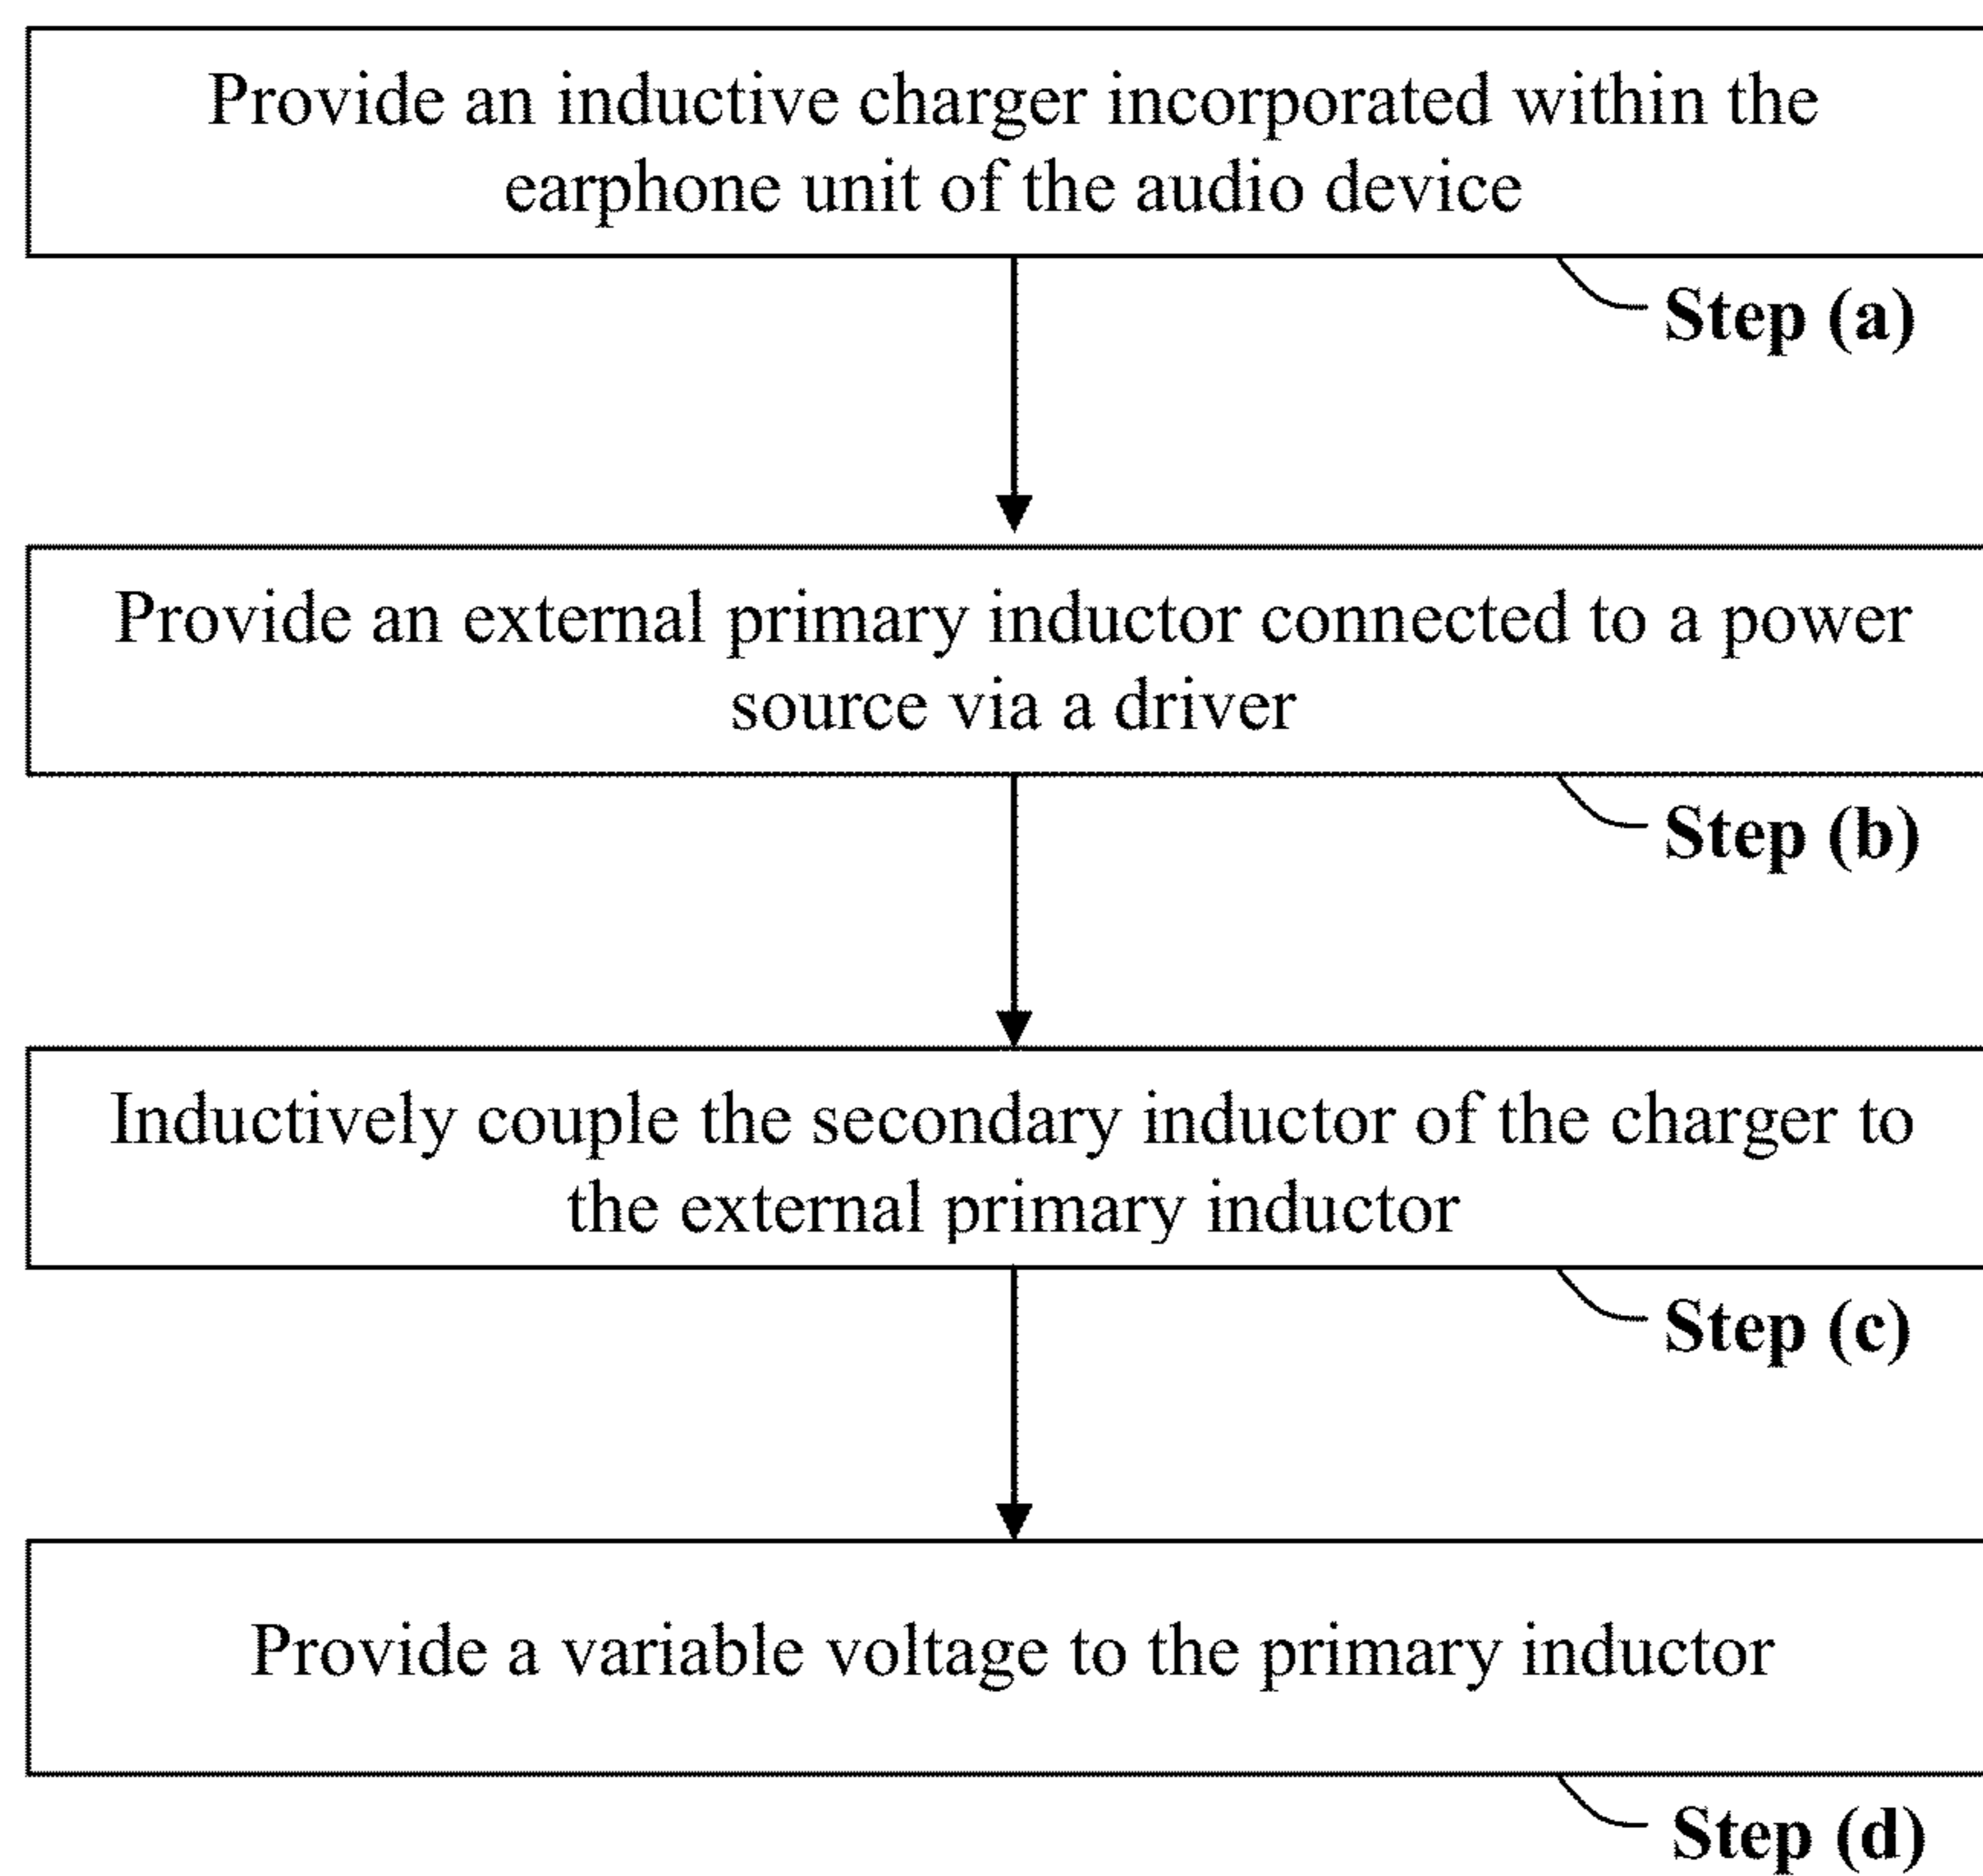 Provide an inductive charger incorporated within the
earphone unit of the audio device
Step (a)
Provide an external primary inductor connected to a power
source via a driver
Step (b)
Inductively couple the secondary inductor of the charger to
the external primary inductor
Step (c)
Provide a variable voltage to the primary inductor
Step (d)